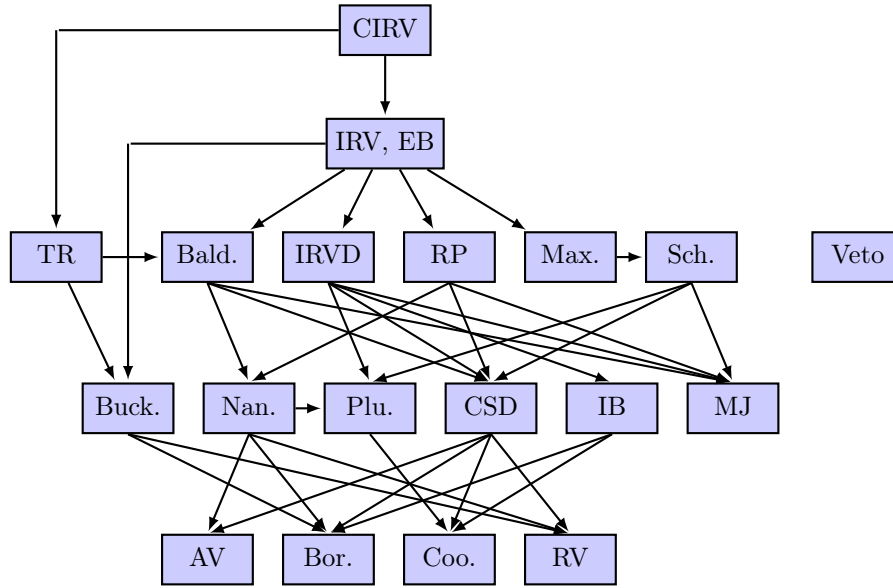 CIRV
IRV, EB
TR
Bald.
IRVD
RP
Max.
Sch.
Veto
Buck.
Nan.
Plu.
CSD
IB
MJ
AV
Bor.
Coo.
RV